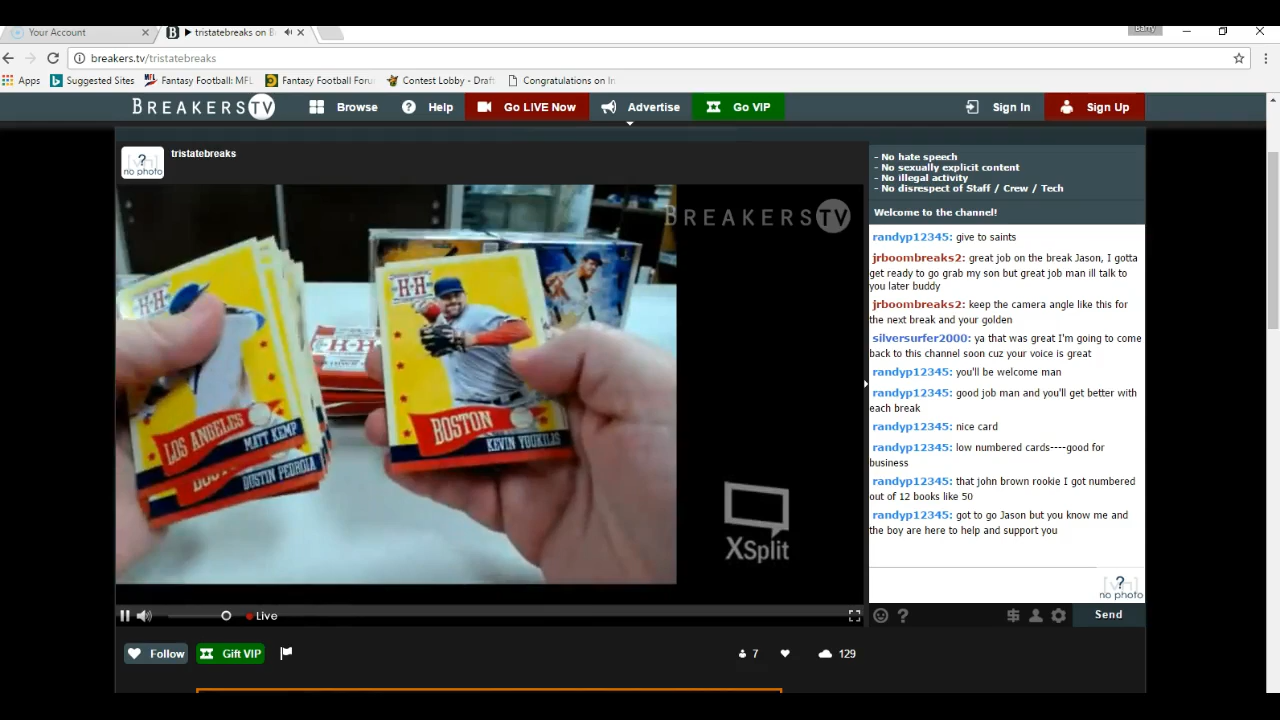 Your Account
tristatebreaks on B
Barry
breakers.tv/tristatebreaks
Apps
Suggested Sites
Fantasy Football: MFL
Fantasy Football Foru
Contest Lobby - Draft
Congratulations on In
BREAKERSTV
Browse
Help
Go LIVE Now
Advertise
Go VIP
Sign In
Sign Up
?
no photo
tristatebreaks
BREAKERSTV
H·H
LOS ANGELES
MATT KEMP
DUSTIN PEDROIA
H·H
H·H
BOSTON
KEVIN YOUKILIS
XSplit
- No hate speech
- No sexually explicit content
- No illegal activity
- No disrespect of Staff / Crew / Tech
Welcome to the channel!
randyp12345: give to saints
jrboombreaks2: great job on the break Jason, I gotta
get ready to go grab my son but great job man ill talk to
you later buddy
jrboombreaks2: keep the camera angle like this for
the next break and your golden
silversurfer2000: ya that was great I'm going to come
back to this channel soon cuz your voice is great
randyp12345: you'll be welcome man
randyp12345: good job man and you'll get better with
each break
randyp12345: nice card
randyp12345: low numbered cards----good for
business
randyp12345: that john brown rookie I got numbered
out of 12 books like 50
randyp12345: got to go Jason but you know me and
the boy are here to help and support you
?
no photo
Send
Live
Follow
Gift VIP
7
129